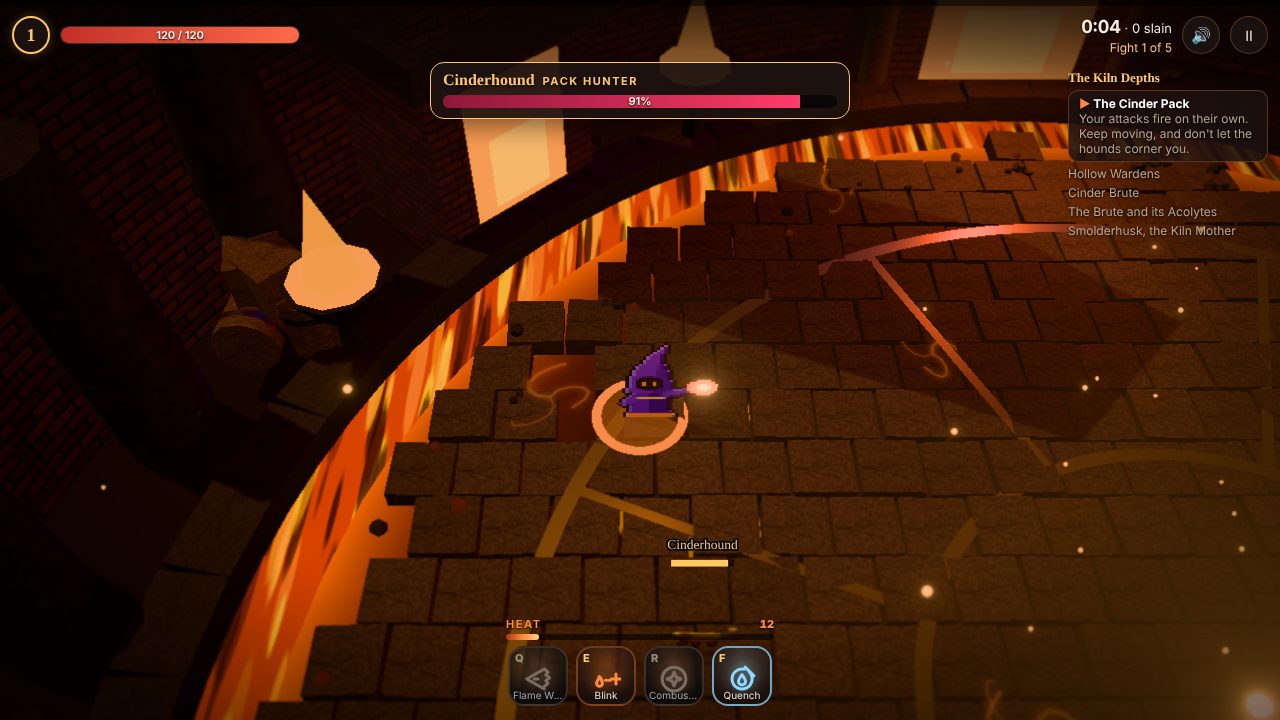 1
120 / 120
0:04 · 0 slain
Fight 1 of 5
Cinderhound PACK HUNTER
91%
The Kiln Depths
▶ The Cinder Pack
Your attacks fire on their own.
Keep moving, and don't let the
hounds corner you.
Hollow Wardens
Cinder Brute
The Brute and its Acolytes
Smolderhusk, the Kiln Mother
Cinderhound
HEAT 12
Q E R F
Flame W... Blink Combus... Quench